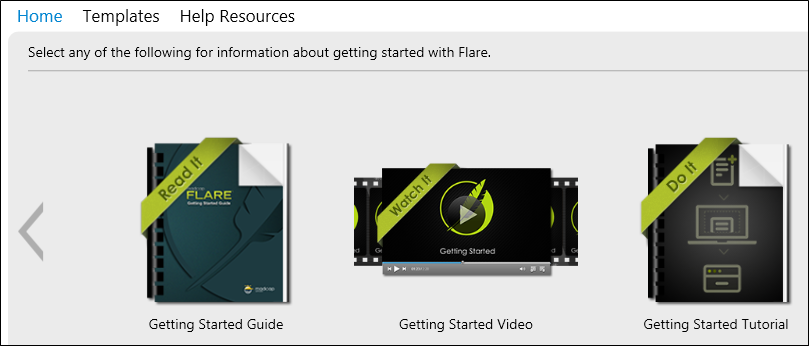 Home Templates Help Resources
Select any of the following for information about getting started with Flare.
Read It
FLARE
Getting Started Guide
Watch It
Getting Started
Do It
Getting Started Guide
Getting Started Video
Getting Started Tutorial